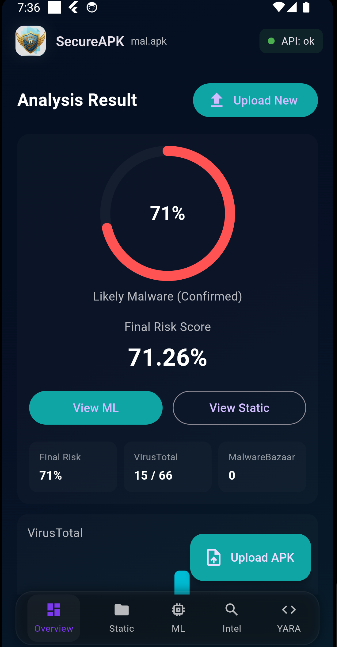 7:36
SecureAPK mal.apk API: ok
Analysis Result Upload New
71%
Likely Malware (Confirmed)
Final Risk Score
71.26%
View ML View Static
Final Risk VirusTotal MalwareBazaar
71% 15 / 66 0
VirusTotal
Upload APK
Overview Static ML Intel YARA